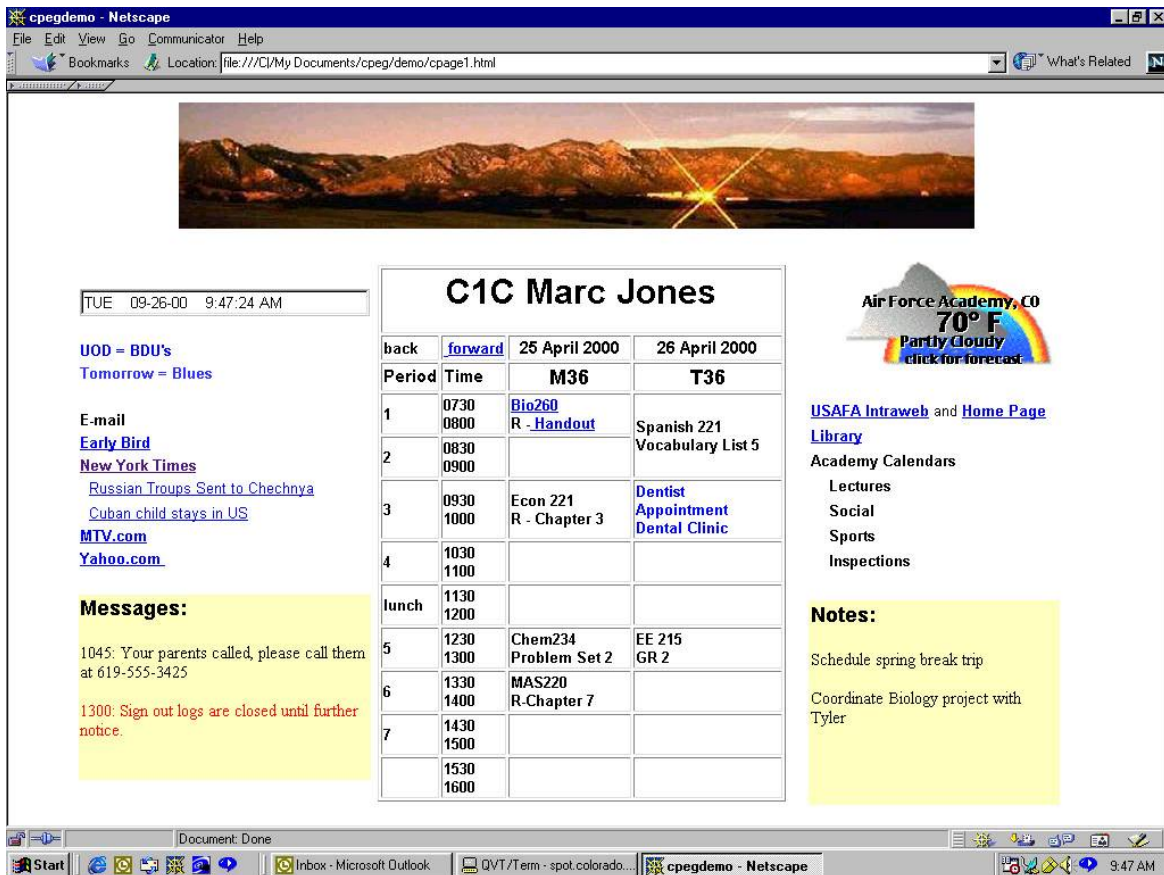 cpegdemo - Netscape
File Edit View Go Communicator Help
Bookmarks Location: file:///C|/My Documents/cpeg/demo/cpage1.html What's Related N
TUE 09-26-00 9:47:24 AM
UOD = BDU's
Tomorrow = Blues
E-mail
Early Bird
New York Times
Russian Troups Sent to Chechnya
Cuban child stays in US
MTV.com
Yahoo.com
Messages:
1045: Your parents called, please call them
at 619-555-3425
1300: Sign out logs are closed until further
notice.
C1C Marc Jones
back forward 25 April 2000 26 April 2000
Period Time M36 T36
1 0730 Bio260 Spanish 221
0800 R - Handout Vocabulary List 5
2 0830
0900
3 0930 Econ 221 Dentist
1000 R - Chapter 3 Appointment
Dental Clinic
4 1030
1100
lunch 1130
1200
5 1230 Chem234 EE 215
1300 Problem Set 2 GR 2
6 1330 MAS220
1400 R-Chapter 7
7 1430
1500
1530
1600
Air Force Academy, CO
70° F
Partly Cloudy
click for forecast
USAFA Intraweb and Home Page
Library
Academy Calendars
Lectures
Social
Sports
Inspections
Notes:
Schedule spring break trip
Coordinate Biology project with
Tyler
Document: Done
Start Inbox - Microsoft Outlook QVT/Term - spot.colorado.... cpegdemo - Netscape 9:47 AM